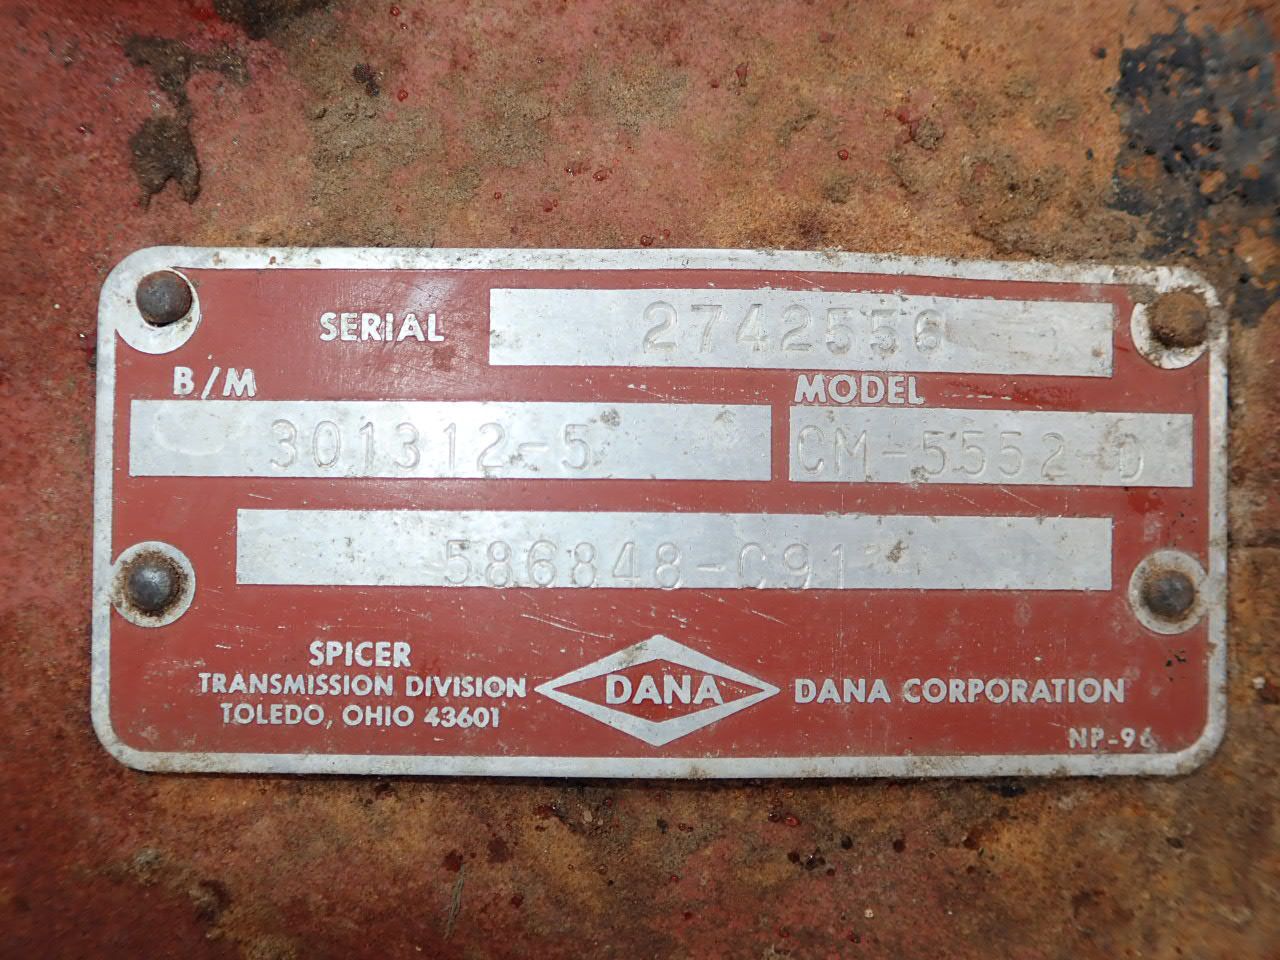 SERIAL 2742556
B/M MODEL
301312-5 CM-5552-D
586848-C91
SPICER
TRANSMISSION DIVISION DANA DANA CORPORATION
TOLEDO, OHIO 43601
NP-96